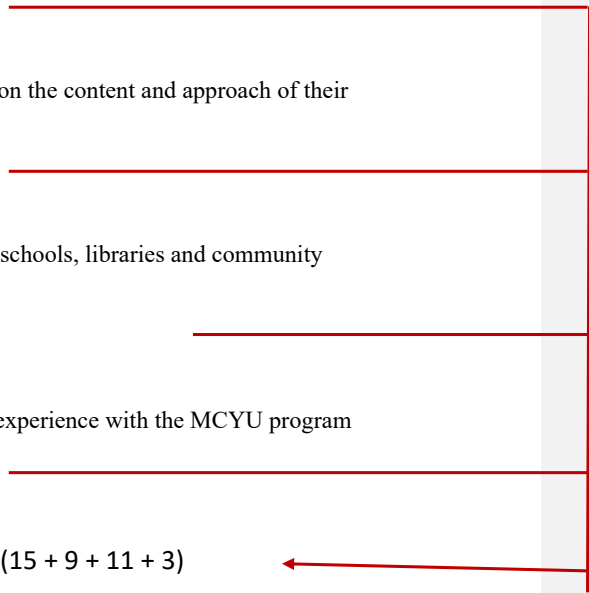 on the content and approach of their
schools, libraries and community
experience with the MCYU program
(15 + 9 + 11 + 3)